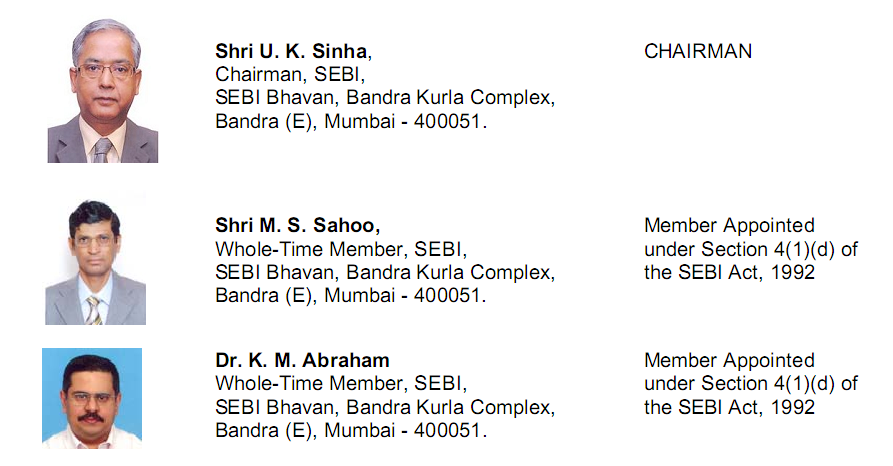 Shri U. K. Sinha,
Chairman, SEBI,
SEBI Bhavan, Bandra Kurla Complex,
Bandra (E), Mumbai - 400051.
CHAIRMAN
Shri M. S. Sahoo,
Whole-Time Member, SEBI,
SEBI Bhavan, Bandra Kurla Complex,
Bandra (E), Mumbai - 400051.
Member Appointed
under Section 4(1)(d) of
the SEBI Act, 1992
Dr. K. M. Abraham
Whole-Time Member, SEBI,
SEBI Bhavan, Bandra Kurla Complex,
Bandra (E), Mumbai - 400051.
Member Appointed
under Section 4(1)(d) of
the SEBI Act, 1992